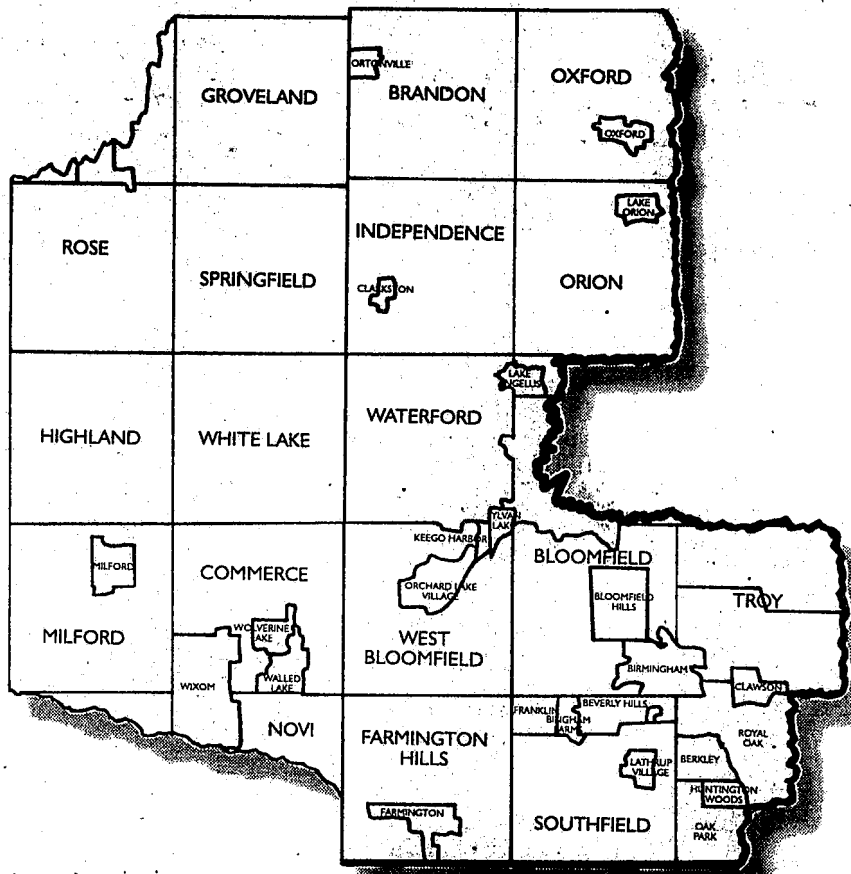 ORTONVILLE
GROVELAND
BRANDON
OXFORD
OXFORD
ROSE
SPRINGFIELD
INDEPENDENCE
CLARKSTON
LAKE
ORION
ORION
HIGHLAND
WHITE LAKE
WATERFORD
LAKE
ANGELUS
MILFORD
MILFORD
COMMERCE
WOLVERINE
LAKE
WALLED
LAKE
WIXOM
KEEGO HARBOR
SYLVAN
LAKE
ORCHARD LAKE
VILLAGE
WEST
BLOOMFIELD
BLOOMFIELD
BLOOMFIELD
HILLS
BIRMINGHAM
TROY
CLAWSON
NOVI
FARMINGTON
HILLS
FARMINGTON
FRANKLIN
BINGHAM
FARMS
BEVERLY HILLS
LATHRUP
VILLAGE
SOUTHFIELD
ROYAL
OAK
BERKLEY
HUNTINGTON
WOODS
OAK
PARK